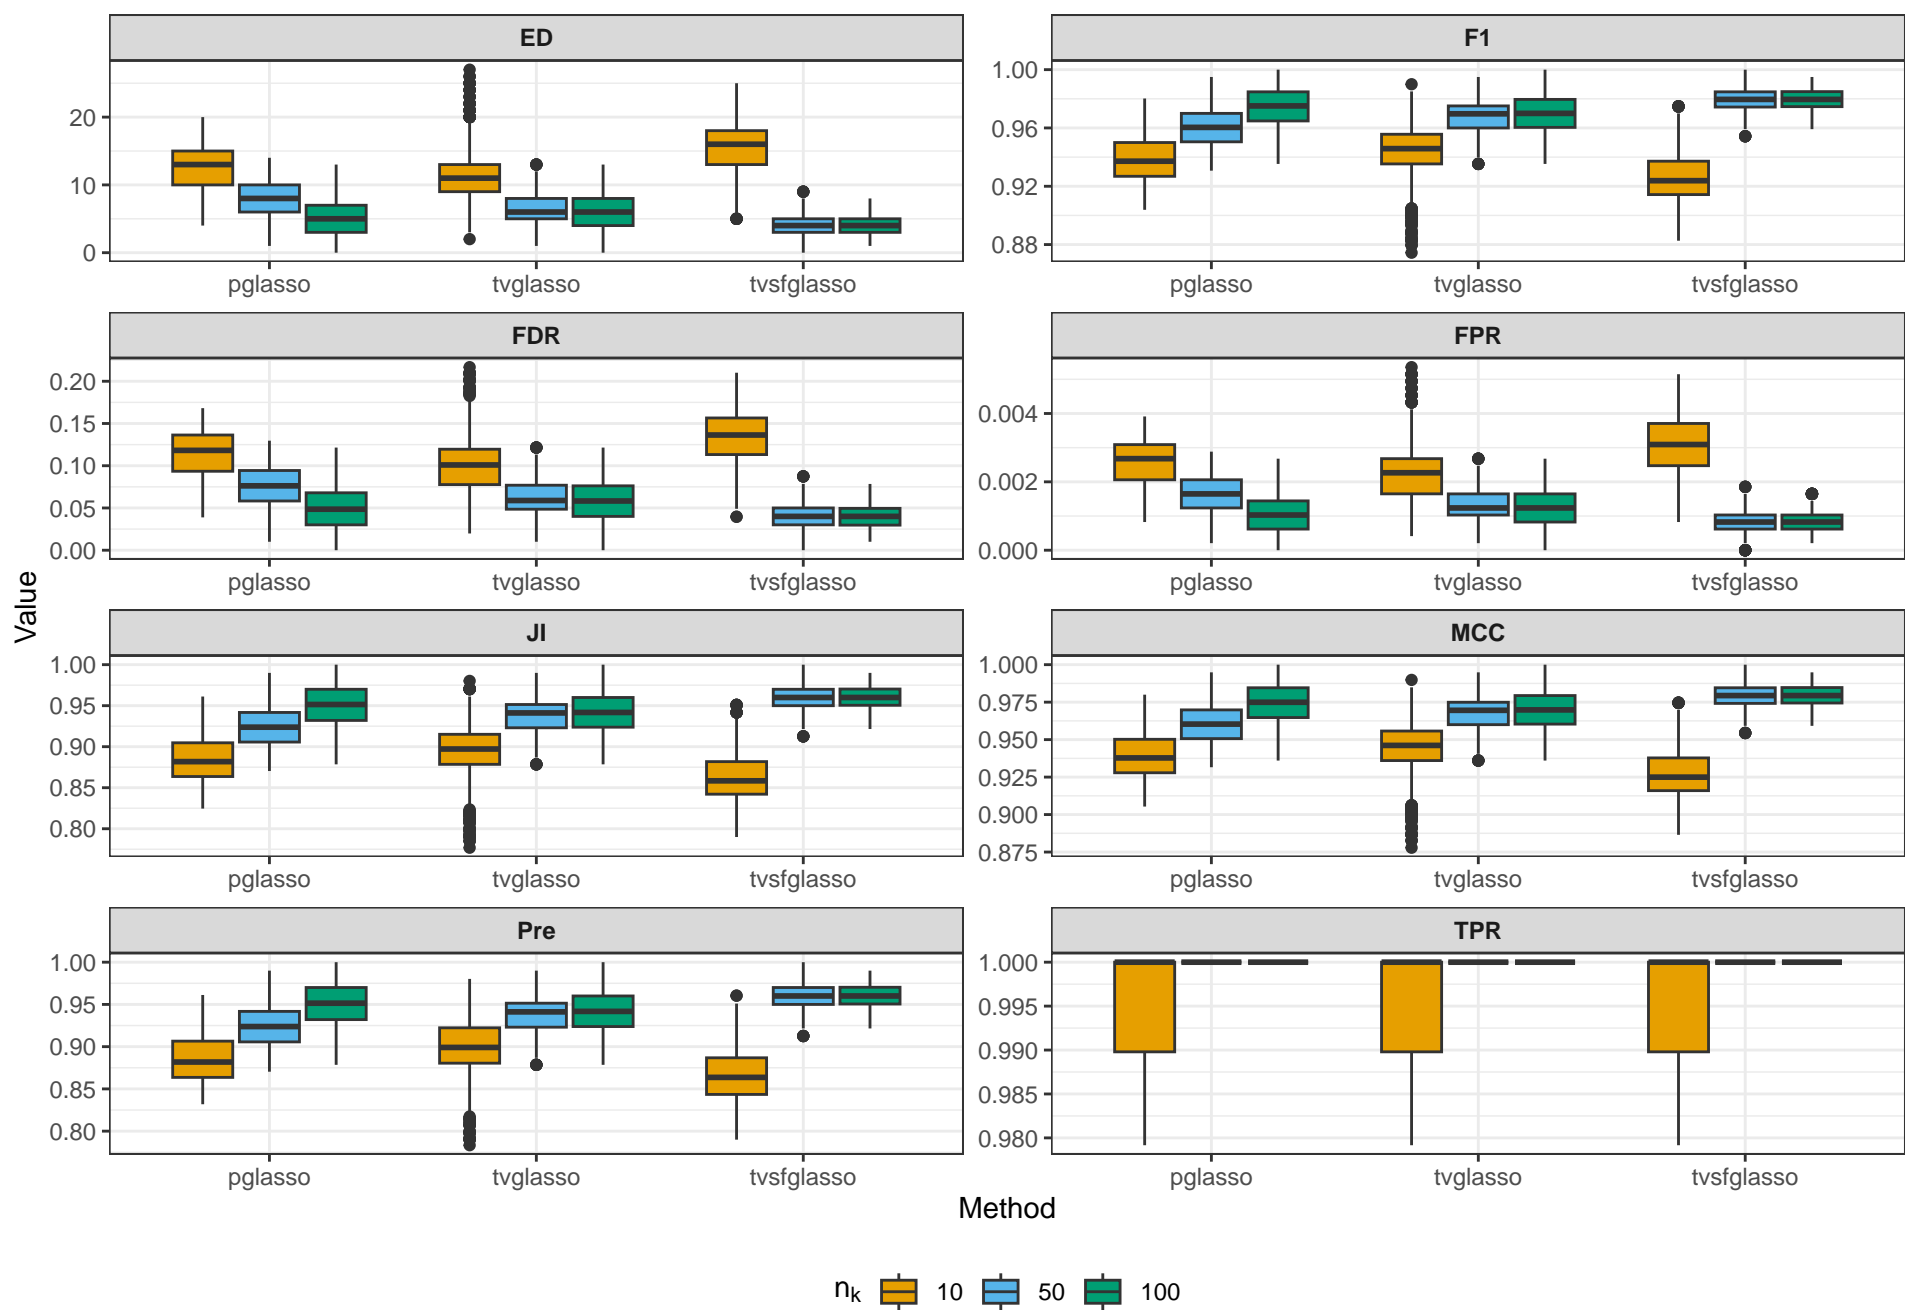 ED
F1
20
10
0
1.00
0.96
0.92
0.88
pglasso
tvglasso
tvsfglasso
pglasso
tvglasso
tvsfglasso
FDR
FPR
0.20
0.15
0.10
0.05
0.00
0.004
0.002
0.000
pglasso
tvglasso
tvsfglasso
pglasso
tvglasso
tvsfglasso
Value
JI
MCC
1.00
0.95
0.90
0.85
0.80
1.000
0.975
0.950
0.925
0.900
0.875
pglasso
tvglasso
tvsfglasso
pglasso
tvglasso
tvsfglasso
Pre
TPR
1.00
0.95
0.90
0.85
0.80
1.000
0.995
0.990
0.985
0.980
pglasso
tvglasso
tvsfglasso
pglasso
tvglasso
tvsfglasso
Method
nk 10 50 100